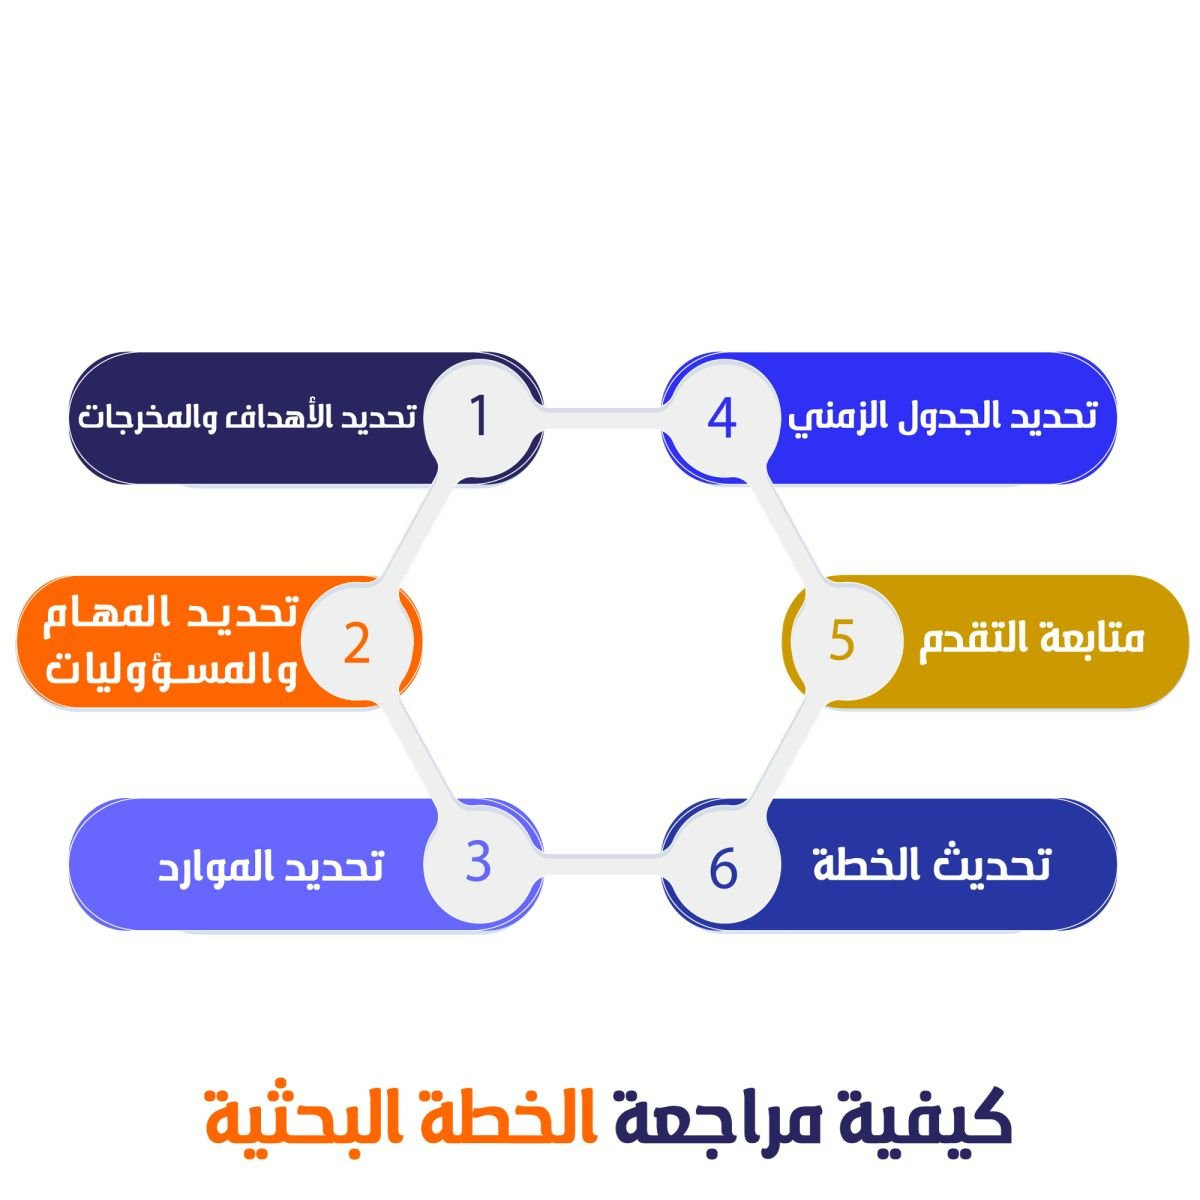 1
تحديد الأهداف والمخرجات
2
تحديد المهام
والمسؤوليات
3
تحديد الموارد
4
تحديد الجدول الزمني
5
متابعة التقدم
6
تحديث الخطة
كيفية مراجعة الخطة البحثية